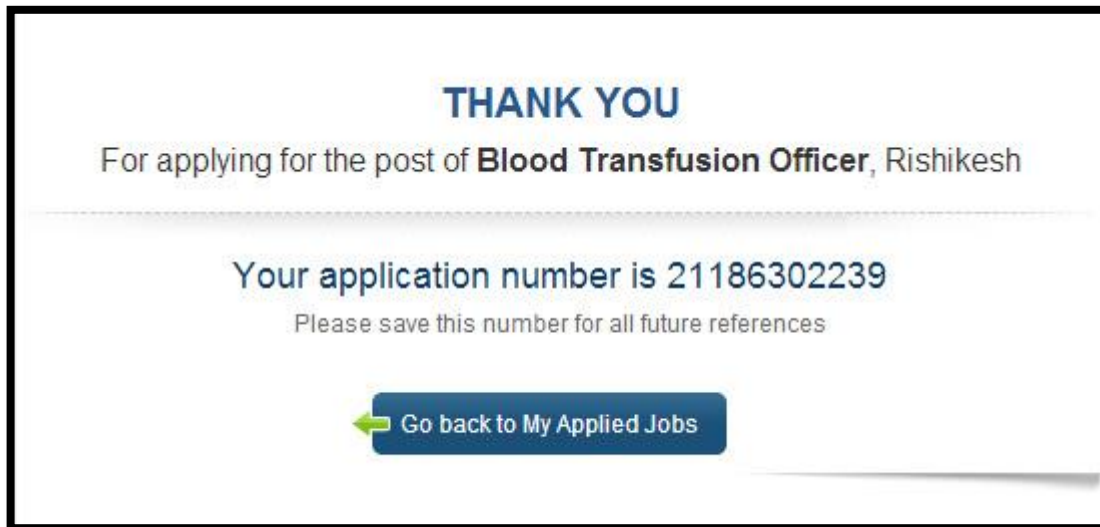 THANK YOU
For applying for the post of Blood Transfusion Officer, Rishikesh
Your application number is 21186302239
Please save this number for all future references
Go back to My Applied Jobs